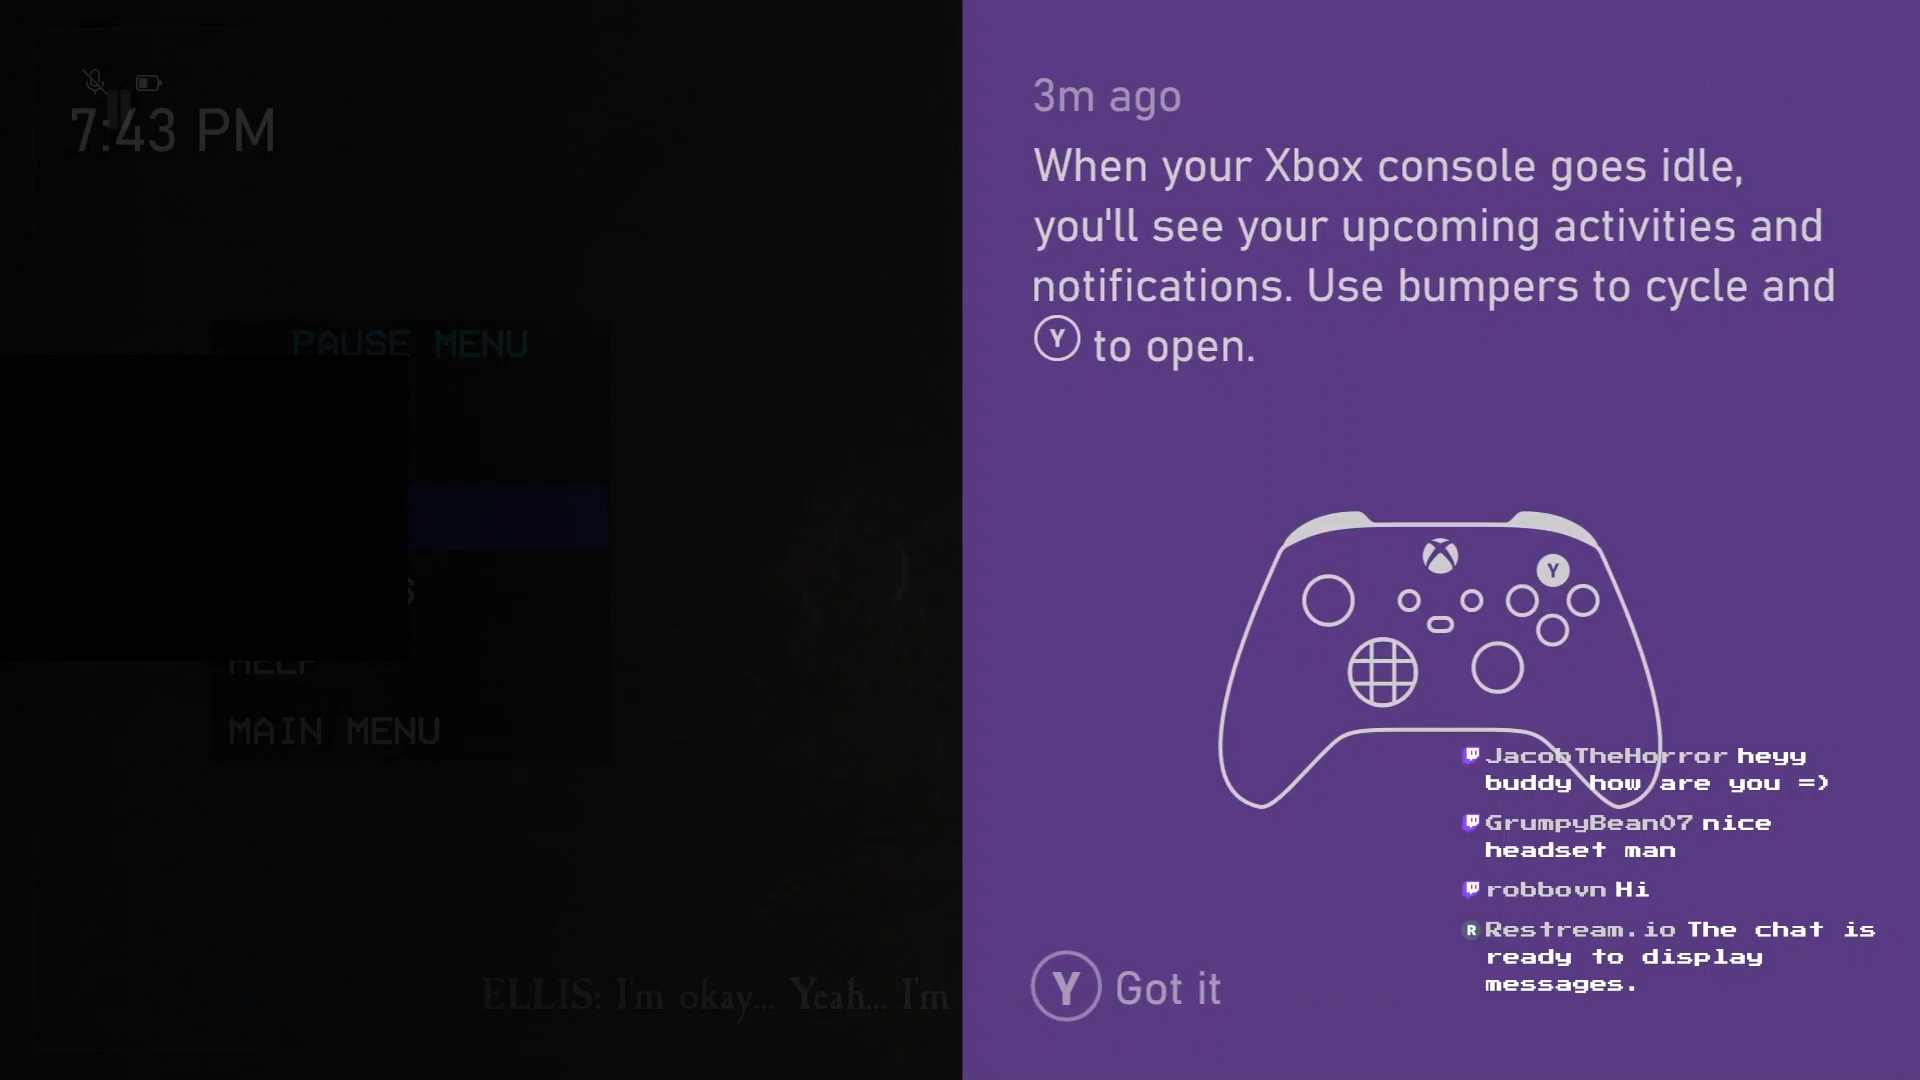 7:43 PM
PAUSE MENU
HELP
MAIN MENU
ELLIS: I'm okay... Yeah... I'm
3m ago
When your Xbox console goes idle,
you'll see your upcoming activities and
notifications. Use bumpers to cycle and
Y to open.
Y
JacobTheHorror heyy
buddy how are you =)
GrumpyBean07 nice
headset man
robbovn Hi
R Restream.io The chat is
ready to display
messages.
Y Got it